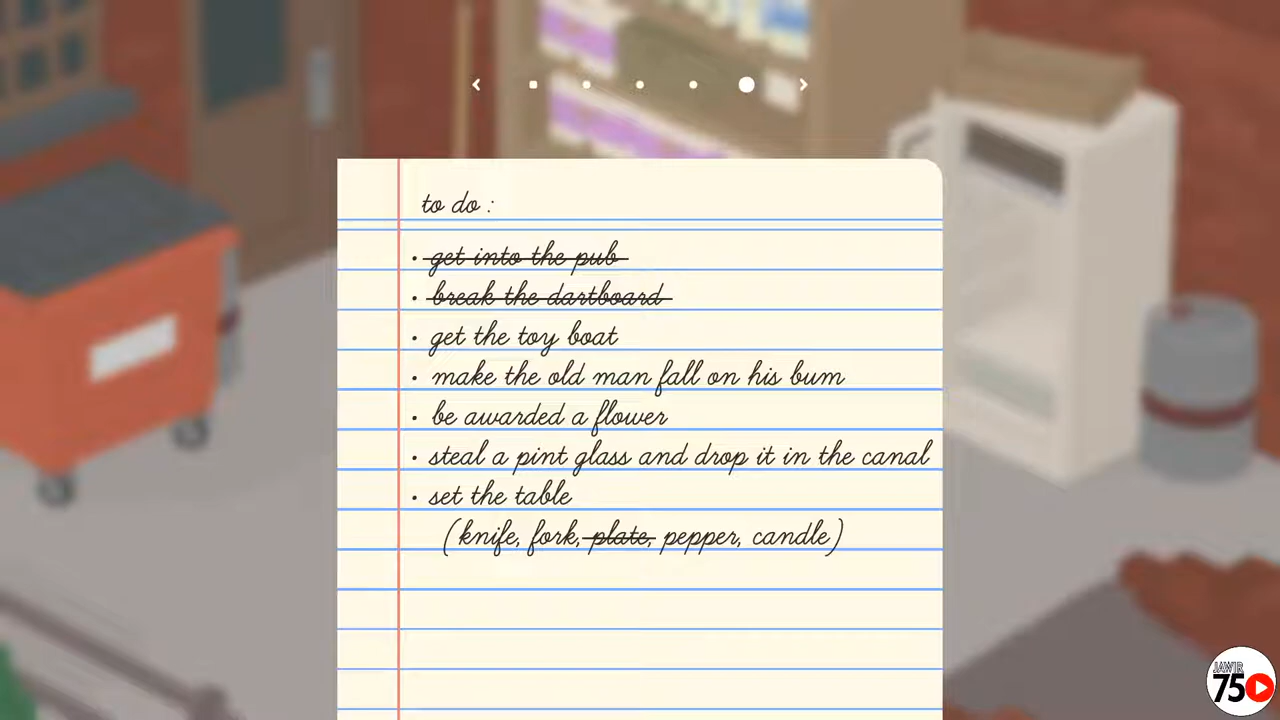 to do :
• get into the pub
• break the dartboard
• get the toy boat
• make the old man fall on his bum
• be awarded a flower
• steal a pint glass and drop it in the canal
• set the table
(knife, fork, plate, pepper, candle)
JAWIR
75